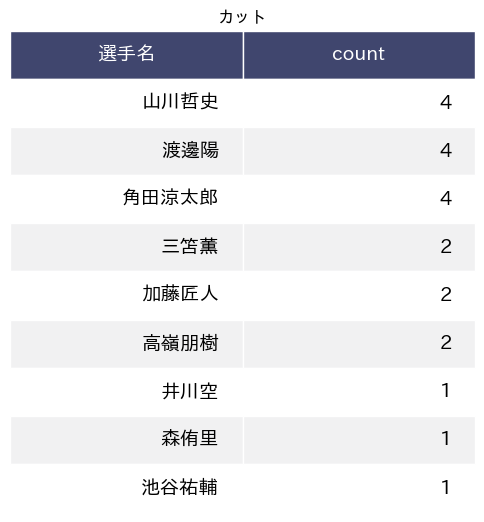 カット
選手名 count
山川哲史 4
渡邊陽 4
角田涼太郎 4
三笘薫 2
加藤匠人 2
高嶺朋樹 2
井川空 1
森侑里 1
池谷祐輔 1